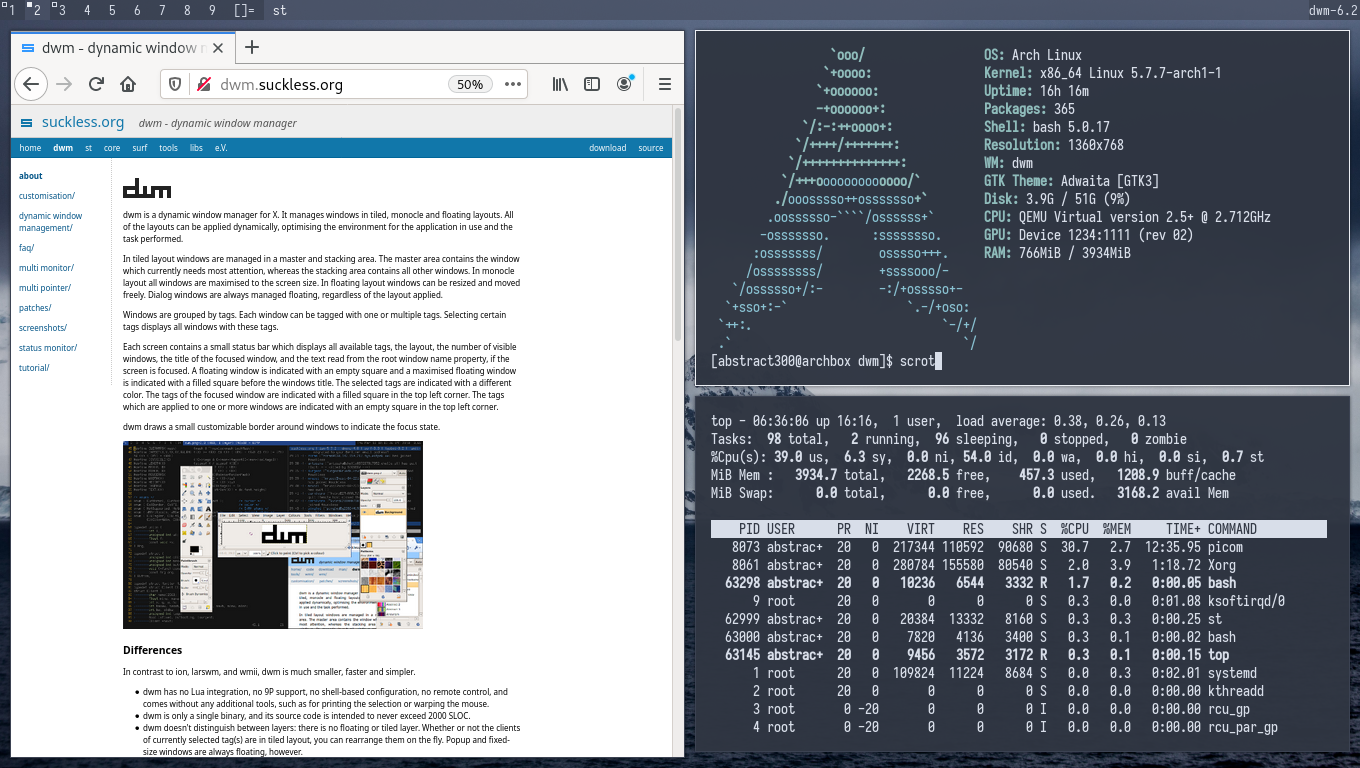 1 2 3 4 5 6 7 8 9 []= st dwm-6.2
dwm - dynamic window
dwm.suckless.org 50%
suckless.org dwm - dynamic window manager
home dwm st core surf tools libs e.V. download source
about
customisation/
dynamic window
management/
faq/
multi monitor/
multi pointer/
patches/
screenshots/
status monitor/
tutorial/
dwm
dwm is a dynamic window manager for X. It manages windows in tiled, monocle and floating layouts. All
of the layouts can be applied dynamically, optimising the environment for the application in use and the
task performed.
In tiled layout windows are managed in a master and stacking area. The master area contains the window
which currently needs most attention, whereas the stacking area contains all other windows. In monocle
layout all windows are maximised to the screen size. In floating layout windows can be resized and moved
freely. Dialog windows are always managed floating, regardless of the layout applied.
Windows are grouped by tags. Each window can be tagged with one or multiple tags. Selecting certain
tags displays all windows with these tags.
Each screen contains a small status bar which displays all available tags, the layout, the number of visible
windows, the title of the focused window, and the text read from the root window name property, if the
screen is focused. A floating window is indicated with an empty square and a maximised floating window
is indicated with a filled square before the windows title. The selected tags are indicated with a different
color. The tags of the focused window are indicated with a filled square in the top left corner. The tags
which are applied to one or more windows are indicated with an empty square in the top left corner.
dwm draws a small customizable border around windows to indicate the focus state.
dwm
Differences
In contrast to ion, larswm, and wmii, dwm is much smaller, faster and simpler.
• dwm has no Lua integration, no 9P support, no shell-based configuration, no remote control, and
comes without any additional tools, such as for printing the selection or warping the mouse.
• dwm is only a single binary, and its source code is intended to never exceed 2000 SLOC.
• dwm doesn't distinguish between layers: there is no floating or tiled layer. Whether or not the clients
of currently selected tag(s) are in tiled layout, you can rearrange them on the fly. Popup and fixed-
size windows are always floating, however.
OS: Arch Linux
Kernel: x86_64 Linux 5.7.7-arch1-1
Uptime: 16h 16m
Packages: 365
Shell: bash 5.0.17
Resolution: 1360x768
WM: dwm
GTK Theme: Adwaita [GTK3]
Disk: 3.9G / 51G (9%)
CPU: QEMU Virtual version 2.5+ @ 2.712GHz
GPU: Device 1234:1111 (rev 02)
RAM: 766MiB / 3934MiB
[abstract300@archbox dwm]$ scrot
top - 06:36:06 up 16:16, 1 user, load average: 0.38, 0.26, 0.13
Tasks: 98 total, 2 running, 96 sleeping, 0 stopped, 0 zombie
%Cpu(s): 39.0 us, 6.3 sy, 0.0 ni, 54.0 id, 0.0 wa, 0.0 hi, 0.0 si, 0.7 st
MiB Mem : 3934.7 total, 2268.5 free, 457.3 used, 1208.9 buff/cache
MiB Swap: 0.0 total, 0.0 free, 0.0 used. 3168.2 avail Mem
PID USER PR NI VIRT RES SHR S %CPU %MEM TIME+ COMMAND
8073 abstrac+ 20 0 217344 110592 90680 S 38.7 2.7 12:35.95 picom
8061 abstrac+ 20 0 280784 155580 80540 S 2.0 3.9 1:18.72 Xorg
63298 abstrac+ 20 0 10236 6544 3332 R 1.7 0.2 0:00.05 bash
9 root 20 0 0 0 0 S 0.3 0.0 0:01.08 ksoftirqd/0
62999 abstrac+ 20 0 20384 13332 8168 S 0.3 0.3 0:00.25 st
63000 abstrac+ 20 0 7820 4136 3400 S 0.3 0.1 0:00.02 bash
63145 abstrac+ 20 0 9456 3572 3172 R 0.3 0.1 0:00.15 top
1 root 20 0 109824 11224 8684 S 0.0 0.3 0:02.01 systemd
2 root 20 0 0 0 0 S 0.0 0.0 0:00.00 kthreadd
3 root 0 -20 0 0 0 I 0.0 0.0 0:00.00 rcu_gp
4 root 0 -20 0 0 0 I 0.0 0.0 0:00.00 rcu_par_gp